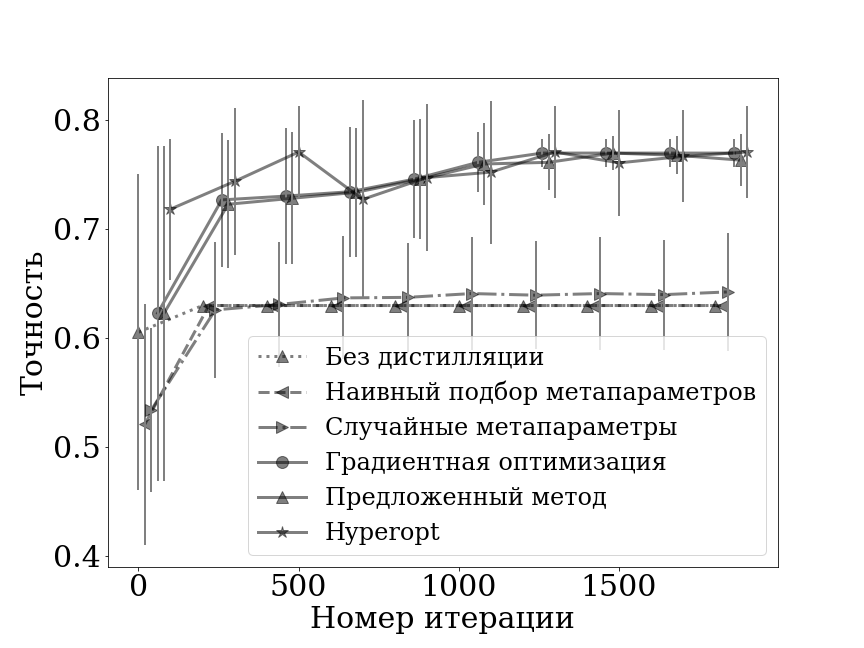 0.8
0.7
0.6
0.5
0.4
Точность
Без дистилляции
Наивный подбор метапараметров
Случайные метапараметры
Градиентная оптимизация
Предложенный метод
Hyperopt
0 500 1000 1500
Номер итерации